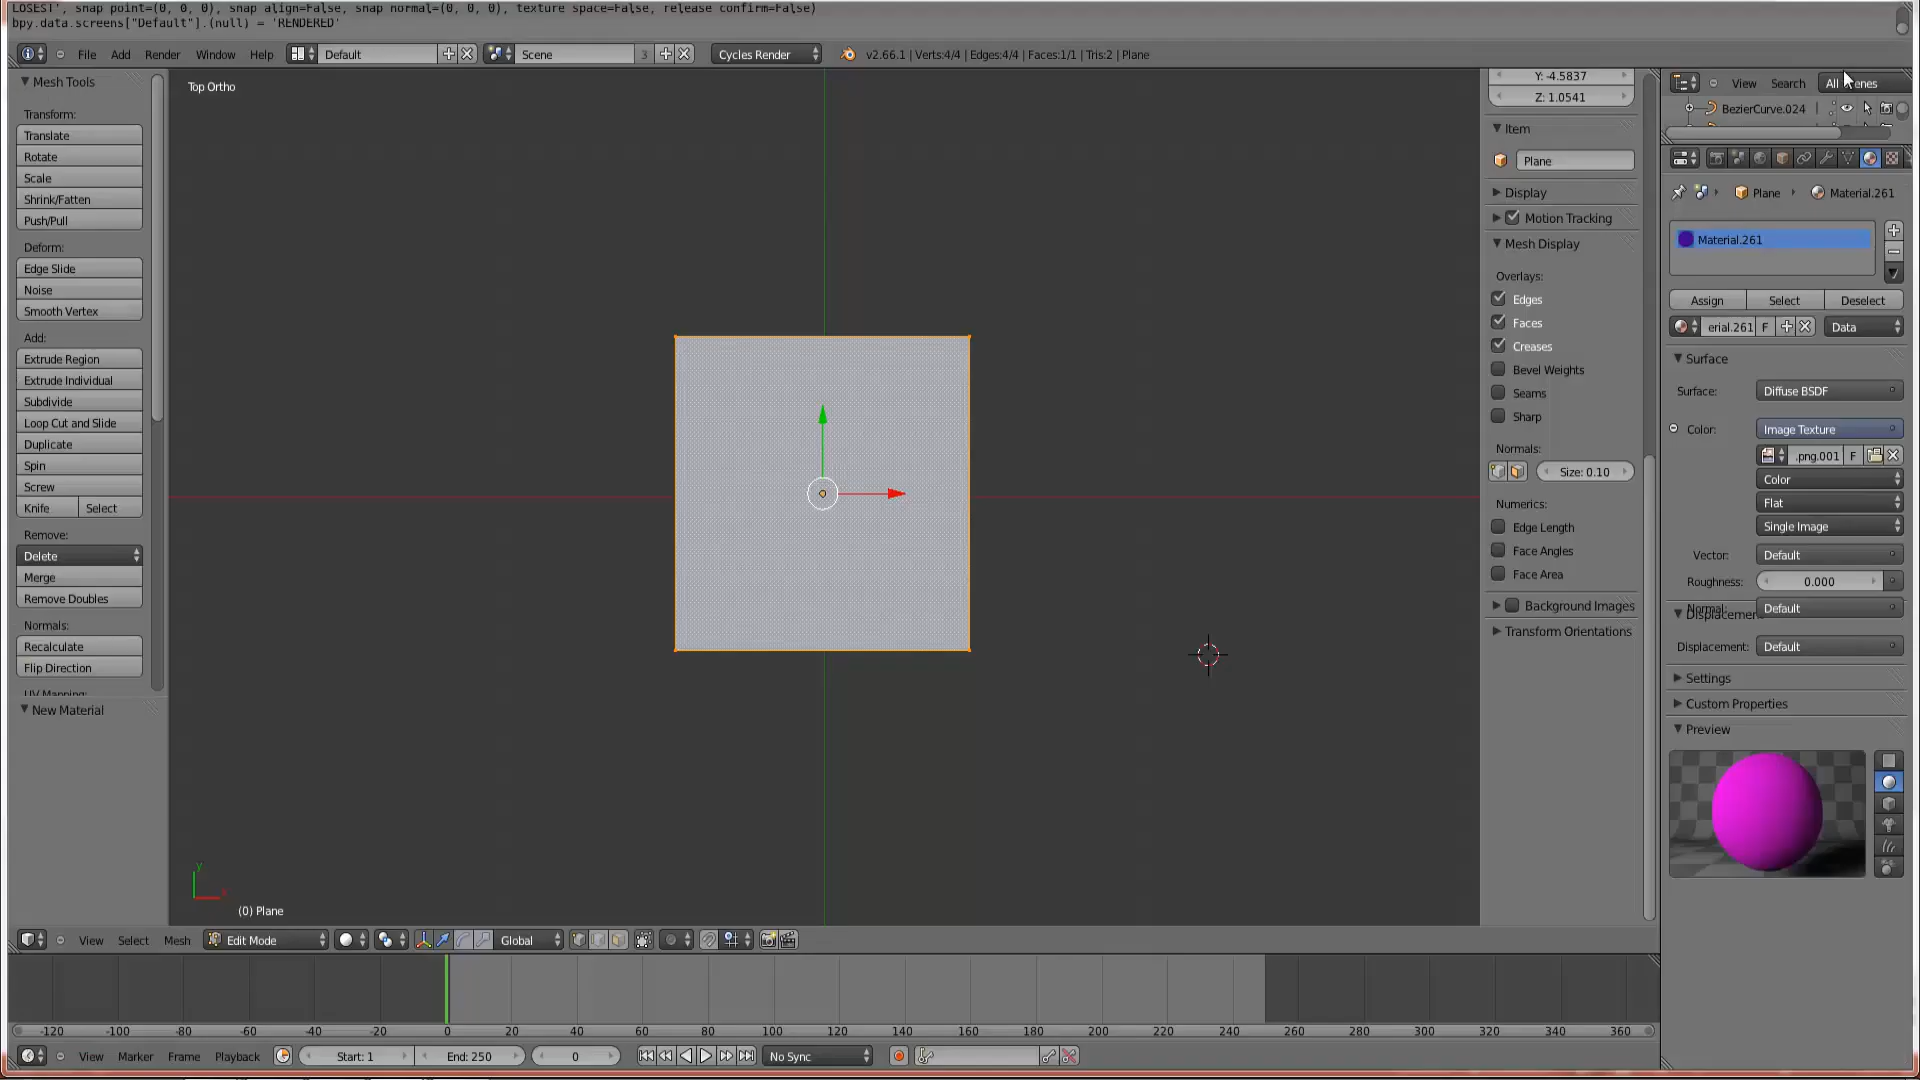 LOSEST', snap point=(0, 0, 0), snap align=False, snap normal=(0, 0, 0), texture space=False, release confirm=False)
bpy.data.screens["Default"].(null) = 'RENDERED'
File Add Render Window Help Default Scene 3 Cycles Render v2.66.1 | Verts:4/4 | Edges:4/4 | Faces:1/1 | Tris:2 | Plane
Mesh Tools
Transform:
Translate
Rotate
Scale
Shrink/Fatten
Push/Pull
Deform:
Edge Slide
Noise
Smooth Vertex
Add:
Extrude Region
Extrude Individual
Subdivide
Loop Cut and Slide
Duplicate
Spin
Screw
Knife Select
Remove:
Delete
Merge
Remove Doubles
Normals:
Recalculate
Flip Direction
UV Mapping:
New Material
Top Ortho
y
x
(0) Plane
Y: -4.5837
Z: 1.0541
Item
Plane
Display
Motion Tracking
Mesh Display
Overlays:
Edges
Faces
Creases
Bevel Weights
Seams
Sharp
Normals:
Size: 0.10
Numerics:
Edge Length
Face Angles
Face Area
Background Images
Transform Orientations
View Search All enes
BezierCurve.024
Plane Material.261
Material.261
Assign Select Deselect
erial.261 F Data
Surface
Surface: Diffuse BSDF
Color: Image Texture
.png.001 F
Color
Flat
Single Image
Vector: Default
Roughness: 0.000
Normal: Default
Displacemen
Displacement: Default
Settings
Custom Properties
Preview
View Select Mesh Edit Mode Global
-120 -100 -80 -60 -40 -20 0 20 40 60 80 100 120 140 160 180 200 220 240 260 280 300 320 340 360
View Marker Frame Playback Start: 1 End: 250 0 No Sync